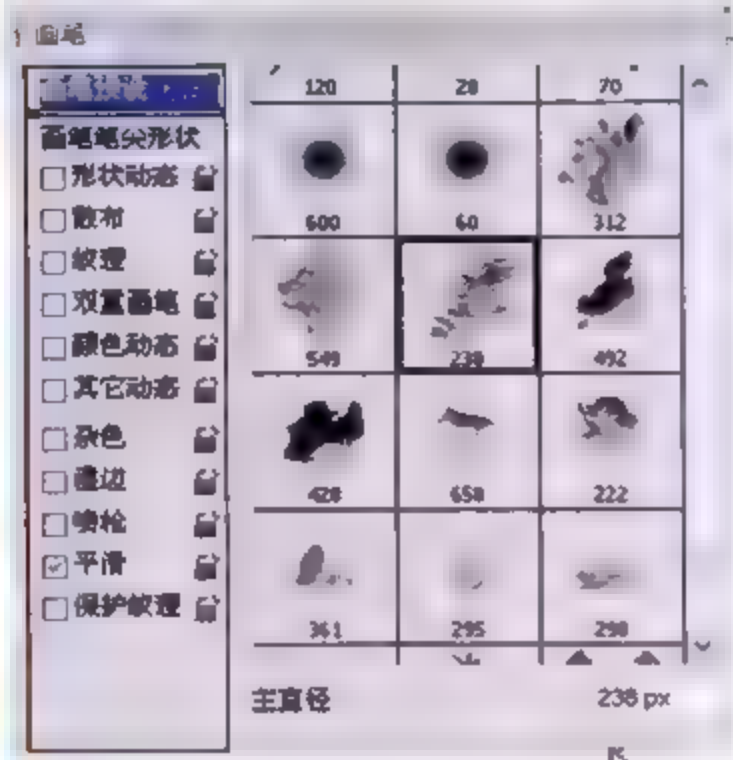 画笔
画笔笔尖形状
形状动态
散布
纹理
双重画笔
颜色动态
其它动态
杂色
湿边
喷枪
平滑
保护纹理
120 20 70
600 60 312
549 238 492
428 650 222
361 295 290
主直径 238 px